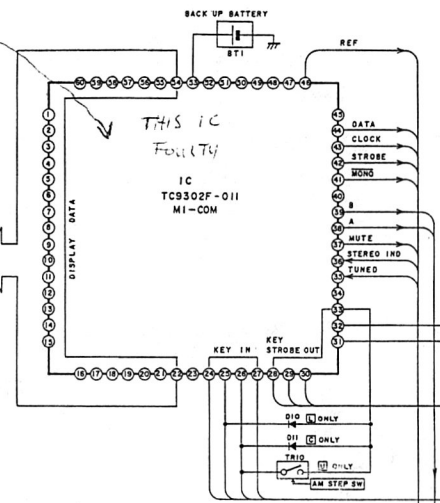 BACK UP BATTERY
BT1
REF
60 59 58 57 56 55 54 53 52 51 50 49 48 47 46
1
2
3
4
5
6
7
8
9
10
11
12
13
14
15
DISPLAY DATA
THIS IC
FOULTY
IC
TC9302F-011
MI-COM
45
44 DATA
43 CLOCK
42 STROBE
41 MONO
40
39 B
38 A
37 MUTE
36 STEREO IND
35 TUNED
34
33
32
31
KEY IN
KEY
STROBE OUT
16 17 18 19 20 21 22 23 24 25 26 27 28 29 30
D10 L ONLY
D11 C ONLY
TR10 U ONLY
AM STEP SW